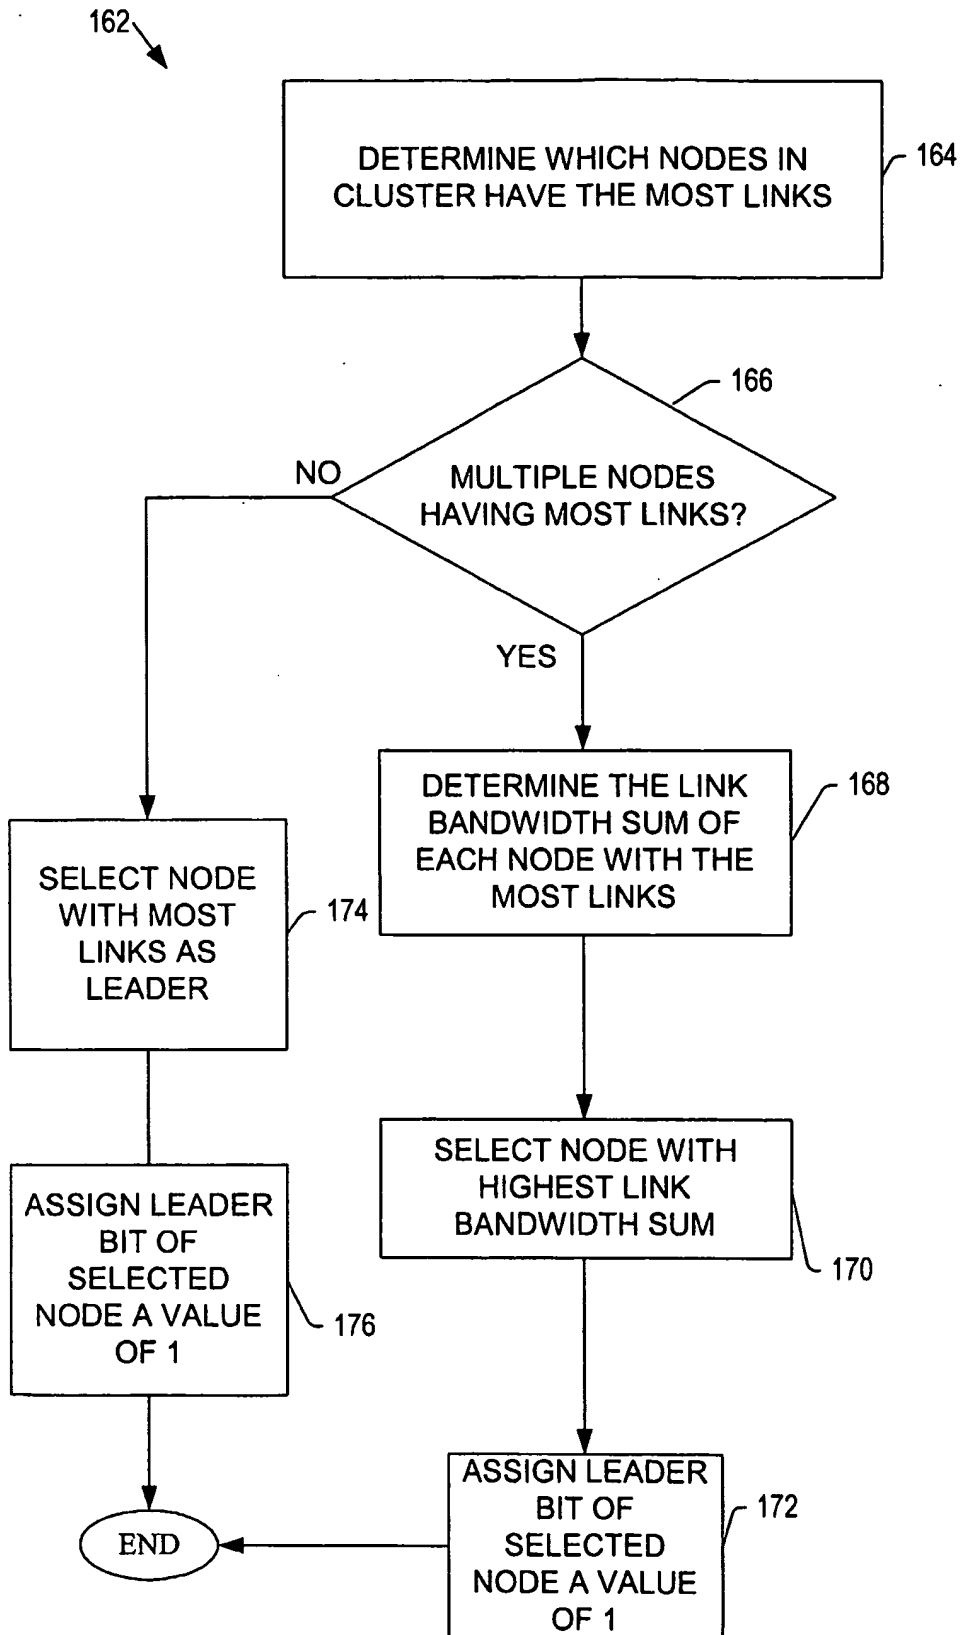 162
DETERMINE WHICH NODES IN
CLUSTER HAVE THE MOST LINKS
164
166
MULTIPLE NODES
HAVING MOST LINKS?
NO
YES
DETERMINE THE LINK
BANDWIDTH SUM OF
EACH NODE WITH THE
MOST LINKS
168
SELECT NODE
WITH MOST
LINKS AS
LEADER
174
SELECT NODE WITH
HIGHEST LINK
BANDWIDTH SUM
170
ASSIGN LEADER
BIT OF
SELECTED
NODE A VALUE
OF 1
176
ASSIGN LEADER
BIT OF
SELECTED
NODE A VALUE
OF 1
172
END